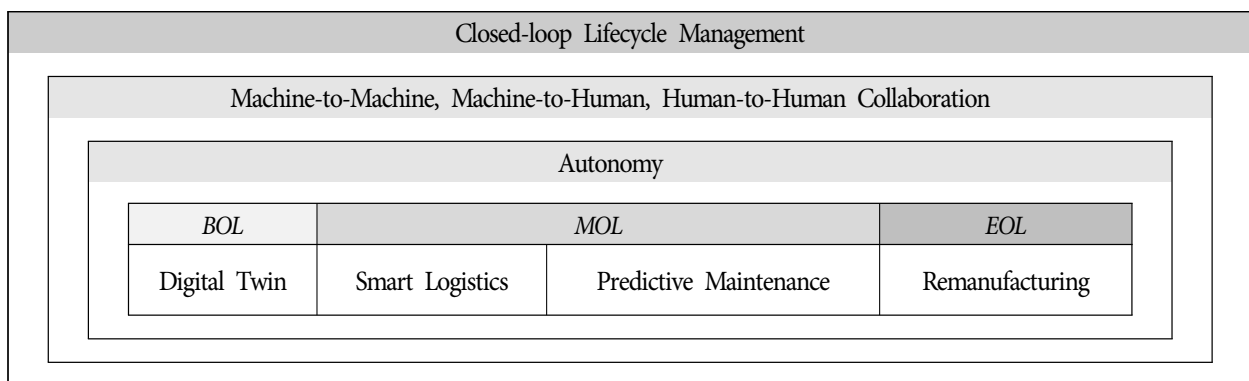 Closed-loop Lifecycle Management
Machine-to-Machine, Machine-to-Human, Human-to-Human Collaboration
Autonomy
BOL MOL EOL
Digital Twin Smart Logistics Predictive Maintenance Remanufacturing